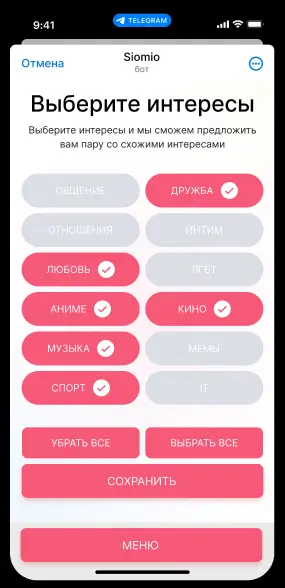 9:41
TELEGRAM
Отмена
Siomio
бот
Выберите интересы
Выберите интересы и мы сможем предложить
вам пару со схожими интересами
ОБЩЕНИЕ
ДРУЖБА
ОТНОШЕНИЯ
ИНТИМ
ЛЮБОВЬ
ЛГБТ
АНИМЕ
КИНО
МУЗЫКА
МЕМЫ
СПОРТ
IT
УБРАТЬ ВСЕ
ВЫБРАТЬ ВСЕ
СОХРАНИТЬ
МЕНЮ